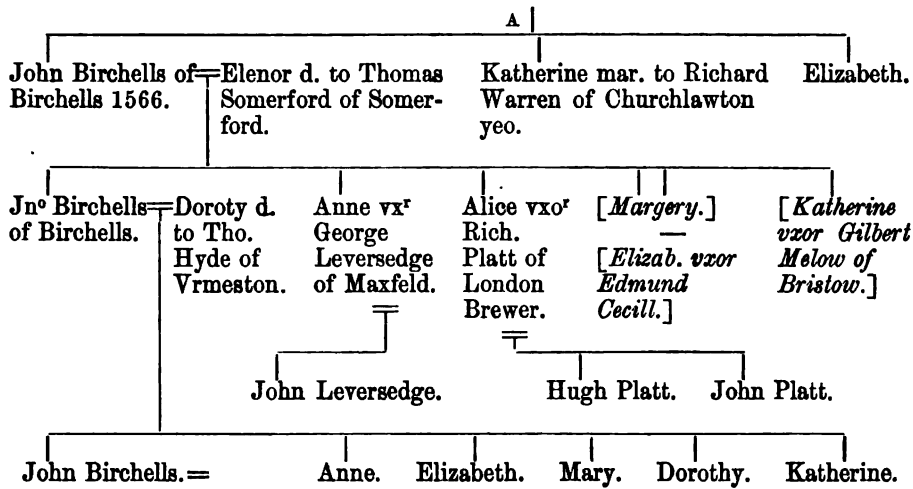 A
John Birchells of=Elenor d. to Thomas Katherine mar. to Richard Elizabeth.
Birchells 1566. Somerford of Somer- Warren of Churchlawton
ford. yeo.
Jnº Birchells=Doroty d. Anne vxʳ Alice vxoʳ [Margery.] [Katherine
of Birchells. to Tho. George Rich. — vxor Gilbert
Hyde of Leversedge Platt of [Elizab. vxor Melow of
Vrmeston. of Maxfeld. London Edmund Bristow.]
Brewer. Cecill.]
John Leversedge. Hugh Platt. John Platt.
John Birchells.= Anne. Elizabeth. Mary. Dorothy. Katherine.